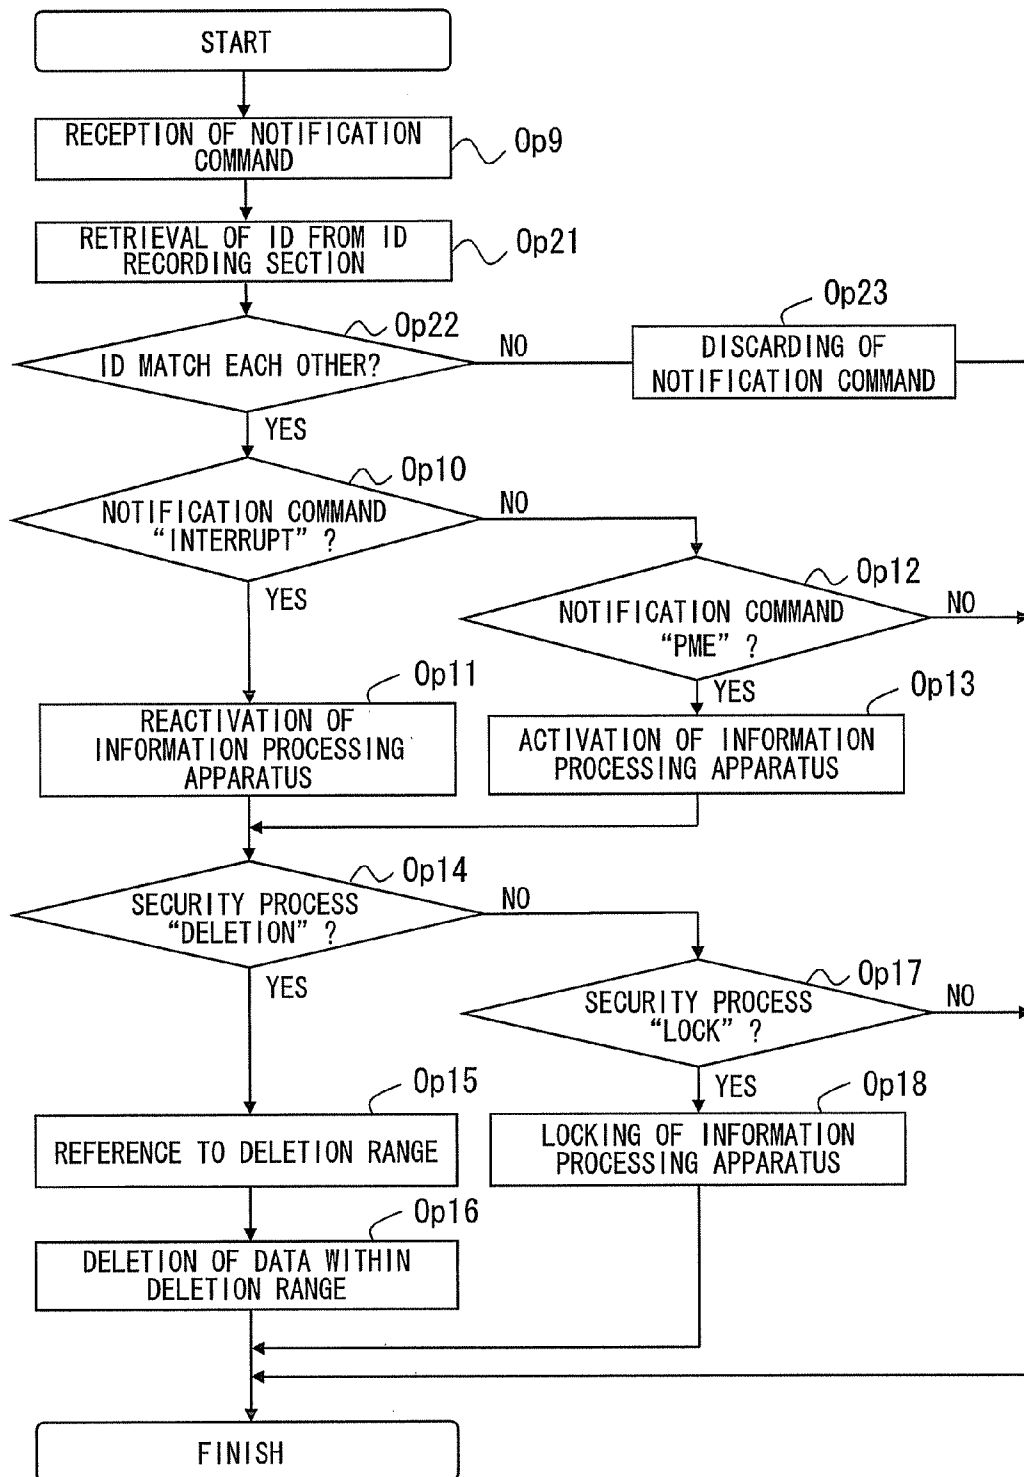 START
RECEPTION OF NOTIFICATION
COMMAND
Op9
RETRIEVAL OF ID FROM ID
RECORDING SECTION
Op21
ID MATCH EACH OTHER?
Op22
NO
YES
DISCARDING OF
NOTIFICATION COMMAND
Op23
NOTIFICATION COMMAND
“INTERRUPT” ?
Op10
NO
YES
NOTIFICATION COMMAND
“PME” ?
Op12
NO
YES
REACTIVATION OF
INFORMATION PROCESSING
APPARATUS
Op11
ACTIVATION OF INFORMATION
PROCESSING APPARATUS
Op13
SECURITY PROCESS
“DELETION” ?
Op14
NO
YES
SECURITY PROCESS
“LOCK” ?
Op17
NO
YES
REFERENCE TO DELETION RANGE
Op15
LOCKING OF INFORMATION
PROCESSING APPARATUS
Op18
DELETION OF DATA WITHIN
DELETION RANGE
Op16
FINISH